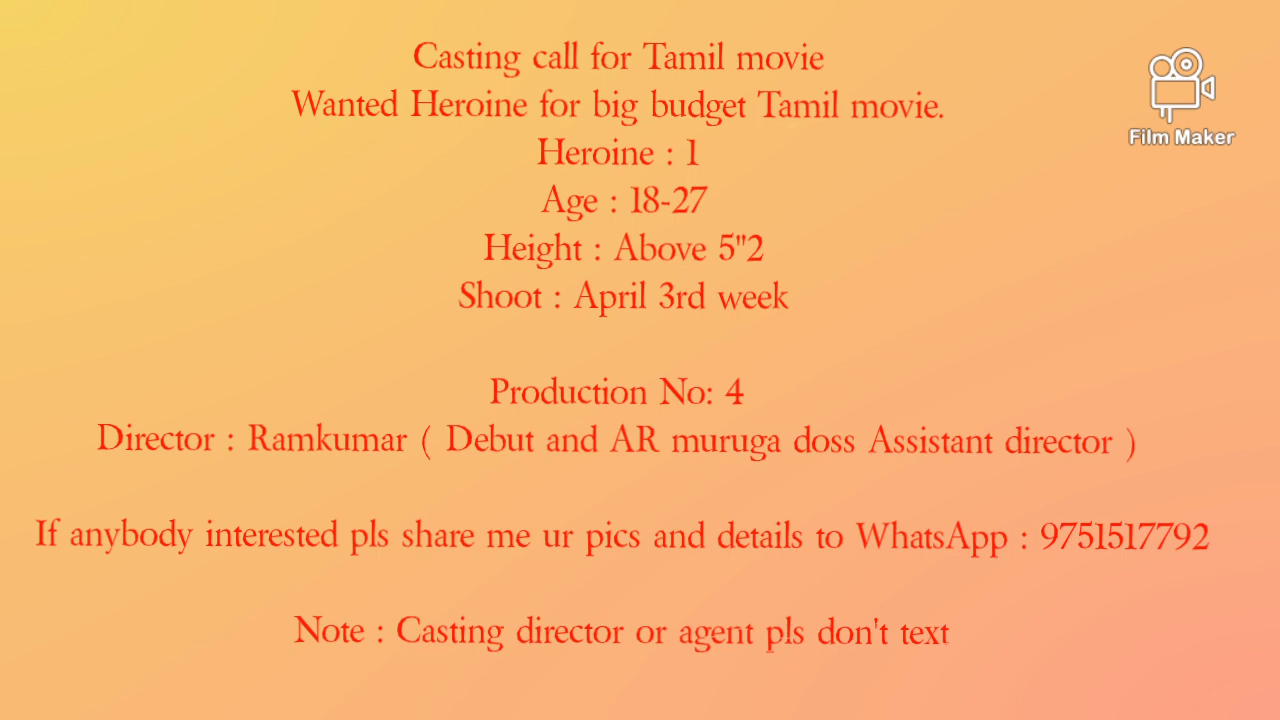 Casting call for Tamil movie
Wanted Heroine for big budget Tamil movie.
Heroine : 1
Age : 18-27
Height : Above 5"2
Shoot : April 3rd week
Production No: 4
Director : Ramkumar ( Debut and AR muruga doss Assistant director )
If anybody interested pls share me ur pics and details to WhatsApp : 9751517792
Note : Casting director or agent pls don't text
Film Maker